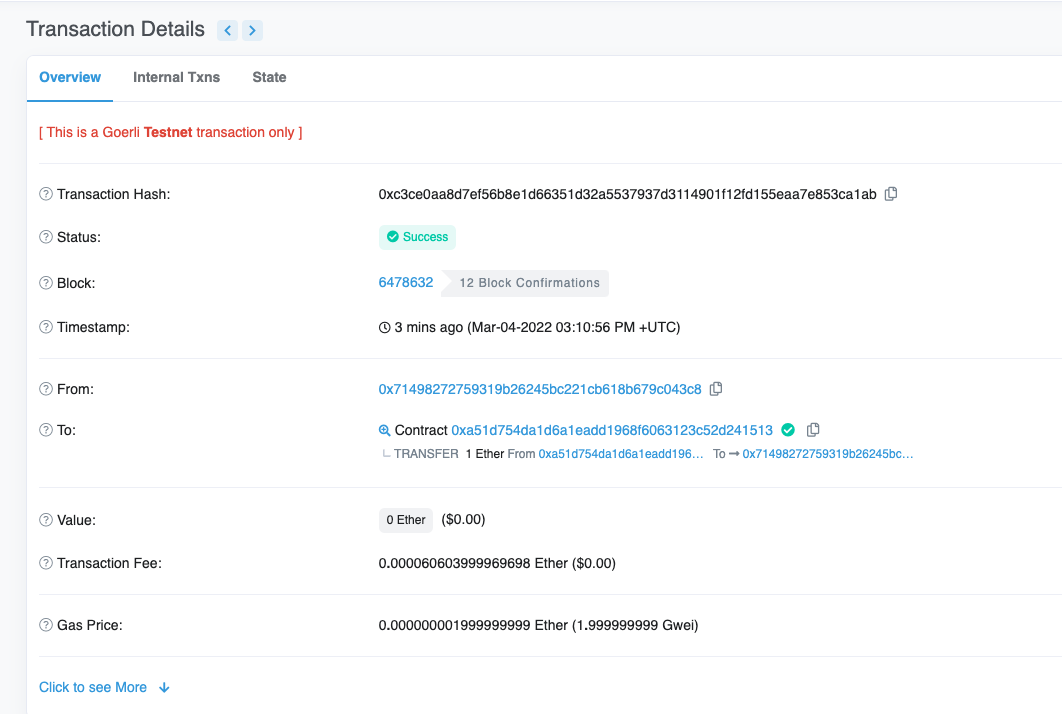 Transaction Details
Overview Internal Txns State
[ This is a Goerli Testnet transaction only ]
Transaction Hash: 0xc3ce0aa8d7ef56b8e1d66351d32a5537937d3114901f12fd155eaa7e853ca1ab
Status: Success
Block: 6478632 12 Block Confirmations
Timestamp: 3 mins ago (Mar-04-2022 03:10:56 PM +UTC)
From: 0x71498272759319b26245bc221cb618b679c043c8
To: Contract 0xa51d754da1d6a1eadd1968f6063123c52d241513
TRANSFER 1 Ether From 0xa51d754da1d6a1eadd196... To → 0x71498272759319b26245bc...
Value: 0 Ether ($0.00)
Transaction Fee: 0.000060603999969698 Ether ($0.00)
Gas Price: 0.000000001999999999 Ether (1.999999999 Gwei)
Click to see More ↓